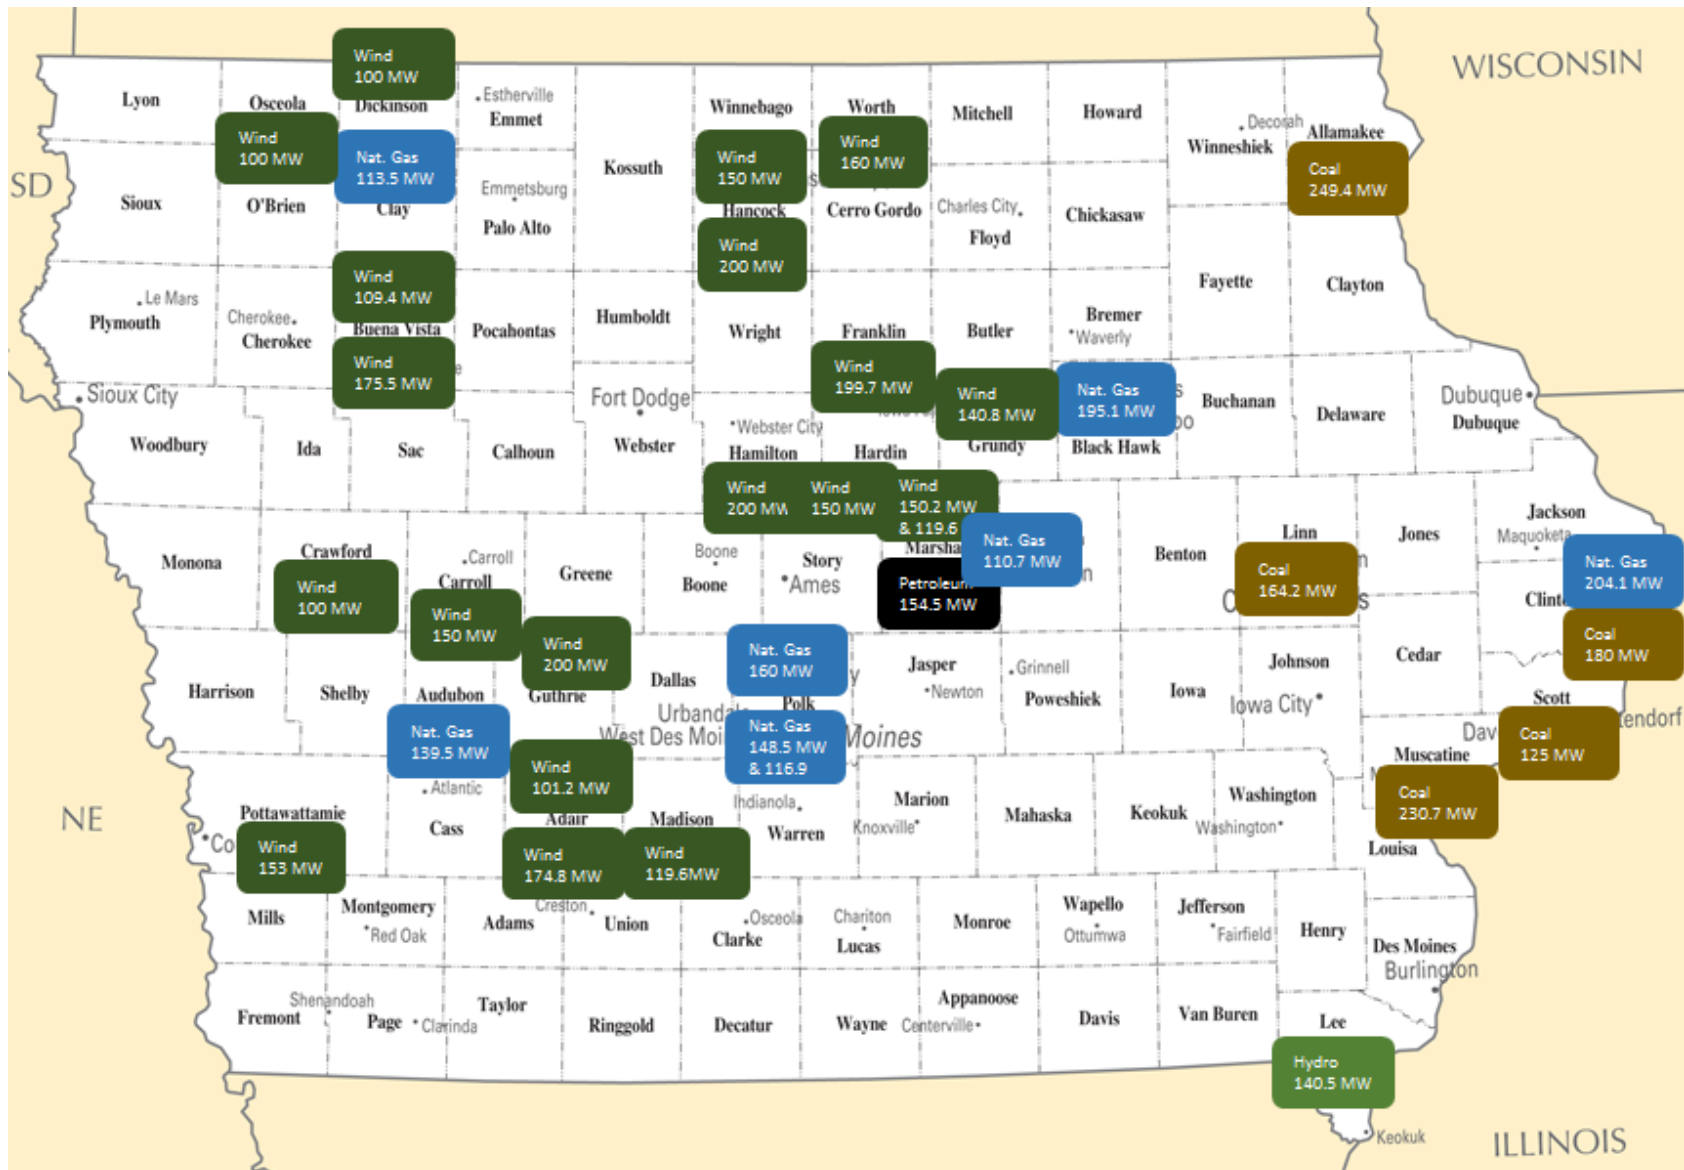 WISCONSIN
Wind
100 MW
Lyon
Osceola
Dickinson
Estherville
Emmet
Winnebago
Worth
Mitchell
Howard
Decorah
Allamakee
Winneshiek
Wind
100 MW
Nat. Gas
113.5 MW
Kossuth
Wind
150 MW
Wind
160 MW
Coal
249.4 MW
SD
Sioux
O'Brien
Clay
Emmetsburg
Palo Alto
Hancock
Cerro Gordo
Charles City
Floyd
Chickasaw
Wind
200 MW
Fayette
Clayton
Wind
109.4 MW
Le Mars
Plymouth
Cherokee
Cherokee
Buena Vista
Pocahontas
Humboldt
Wright
Franklin
Butler
Bremer
Waverly
Wind
175.5 MW
Wind
199.7 MW
Wind
140.8 MW
Nat. Gas
195.1 MW
Sioux City
Fort Dodge
Buchanan
Delaware
Dubuque
Dubuque
Woodbury
Ida
Sac
Calhoun
Webster
Webster City
Hamilton
Hardin
Grundy
Black Hawk
Wind
200 MW
Wind
150 MW
Wind
150.2 MW
& 119.6
Jackson
Maquoketa
Monona
Crawford
Carroll
Carroll
Greene
Boone
Boone
Story
Ames
Marsha
Nat. Gas
110.7 MW
Benton
Linn
Jones
Wind
100 MW
Wind
150 MW
Petroleum
154.5 MW
Coal
164.2 MW
Nat. Gas
204.1 MW
Clint
Wind
200 MW
Nat. Gas
160 MW
Coal
180 MW
Harrison
Shelby
Audubon
Guthrie
Dallas
Polk
Jasper
Newton
Grinnell
Poweshiek
Iowa
Johnson
Iowa City
Cedar
Scott
Urbanda
West Des Moi
Moines
Nat. Gas
139.5 MW
Nat. Gas
148.5 MW
& 116.9
Dav
tendorf
Coal
125 MW
Muscatine
Wind
101.2 MW
Coal
230.7 MW
NE
Pottawattamie
Co
Atlantic
Cass
Adair
Madison
Indianola
Warren
Marion
Knoxville
Mahaska
Keokuk
Washington
Washington
Louisa
Wind
153 MW
Wind
174.8 MW
Wind
119.6MW
Mills
Montgomery
Red Oak
Adams
Creston
Union
Osceola
Clarke
Chariton
Lucas
Monroe
Wapello
Ottumwa
Jefferson
Fairfield
Henry
Des Moines
Burlington
Shenandoah
Fremont
Page
Clarinda
Taylor
Ringgold
Decatur
Wayne
Appanoose
Centerville
Davis
Van Buren
Lee
Hydro
140.5 MW
Keokuk
ILLINOIS